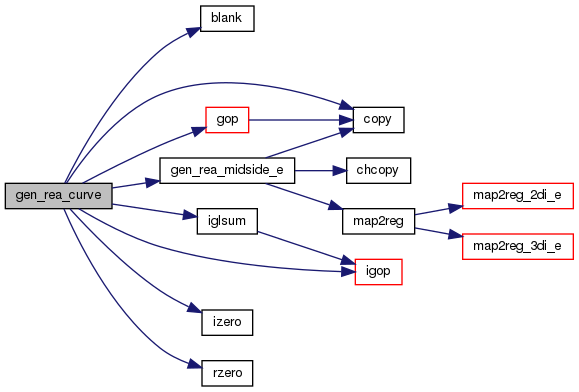 blank
gop
copy
gen_rea_midside_e
chcopy
gen_rea_curve
map2reg_2di_e
iglsum
map2reg
map2reg_3di_e
igop
izero
rzero